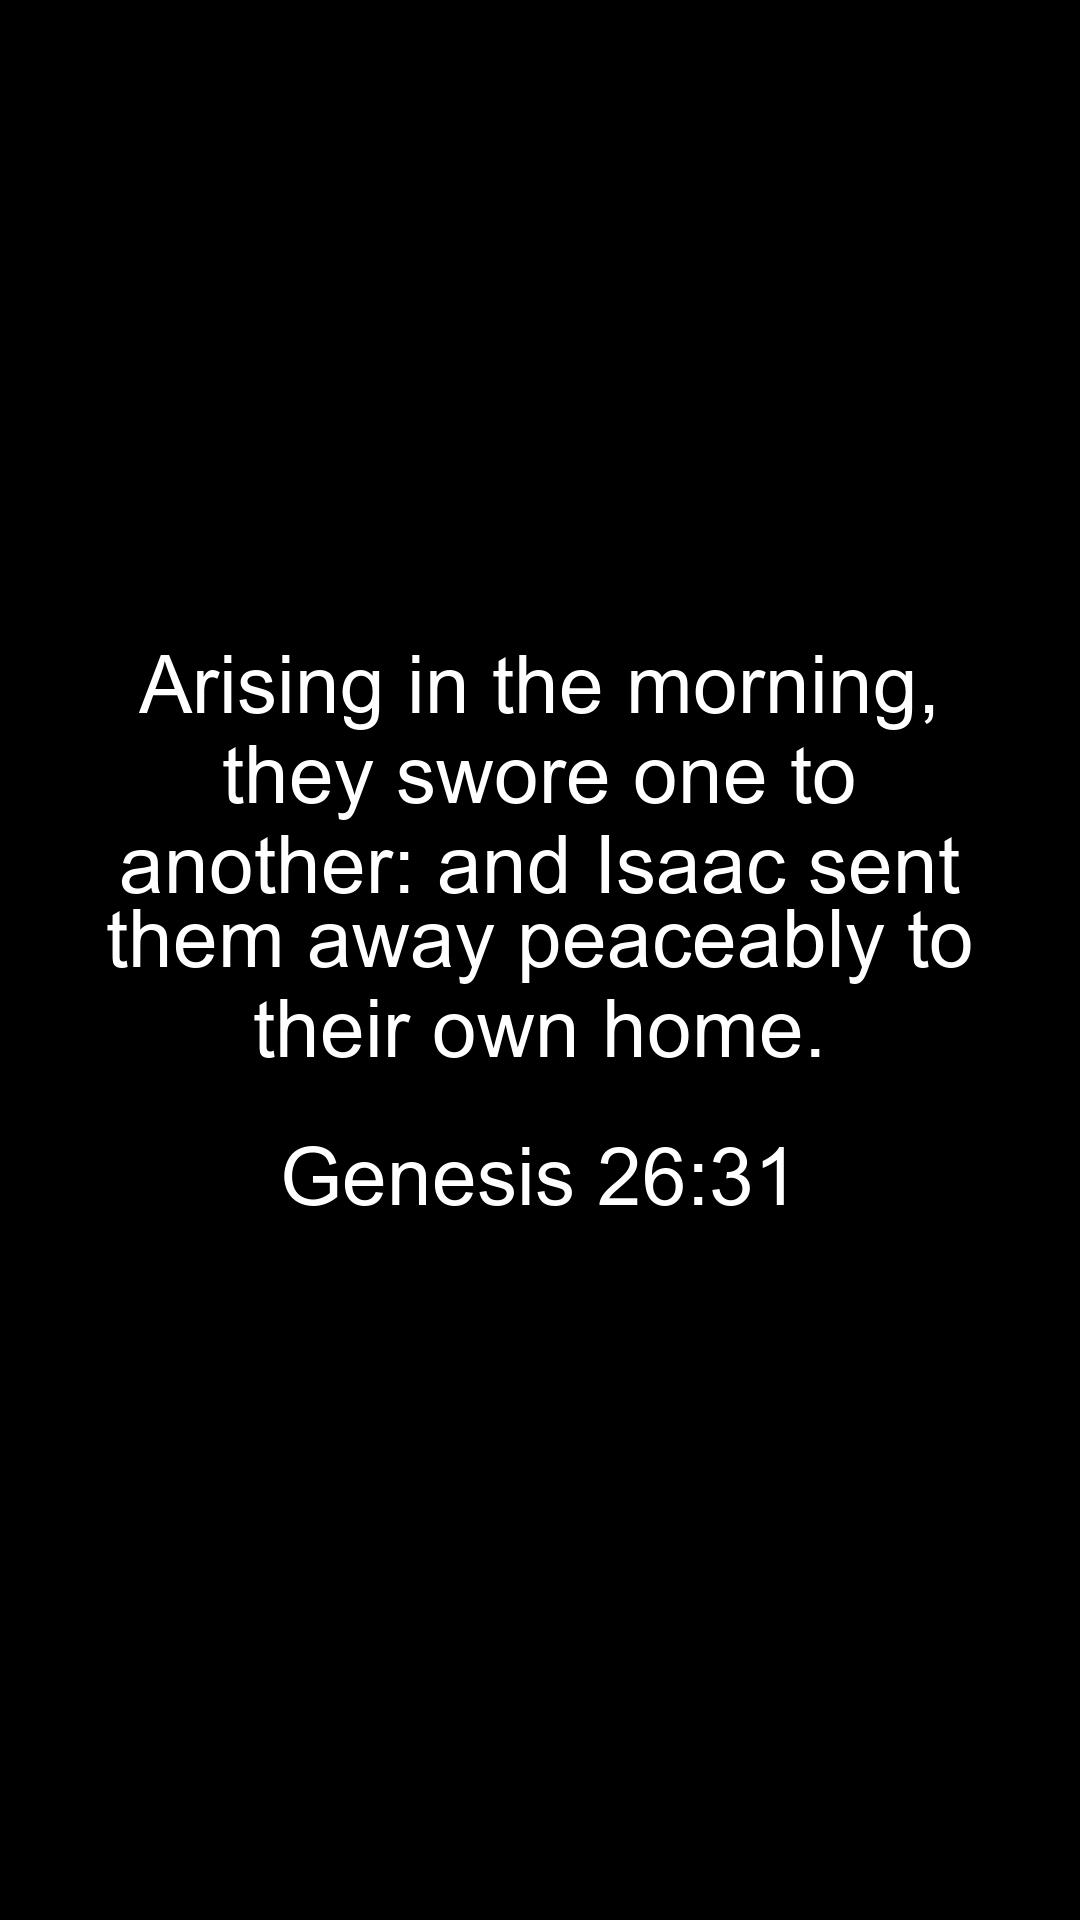 Arising in the morning,
they swore one to
another: and Isaac sent
them away peaceably to
their own home.
Genesis 26:31